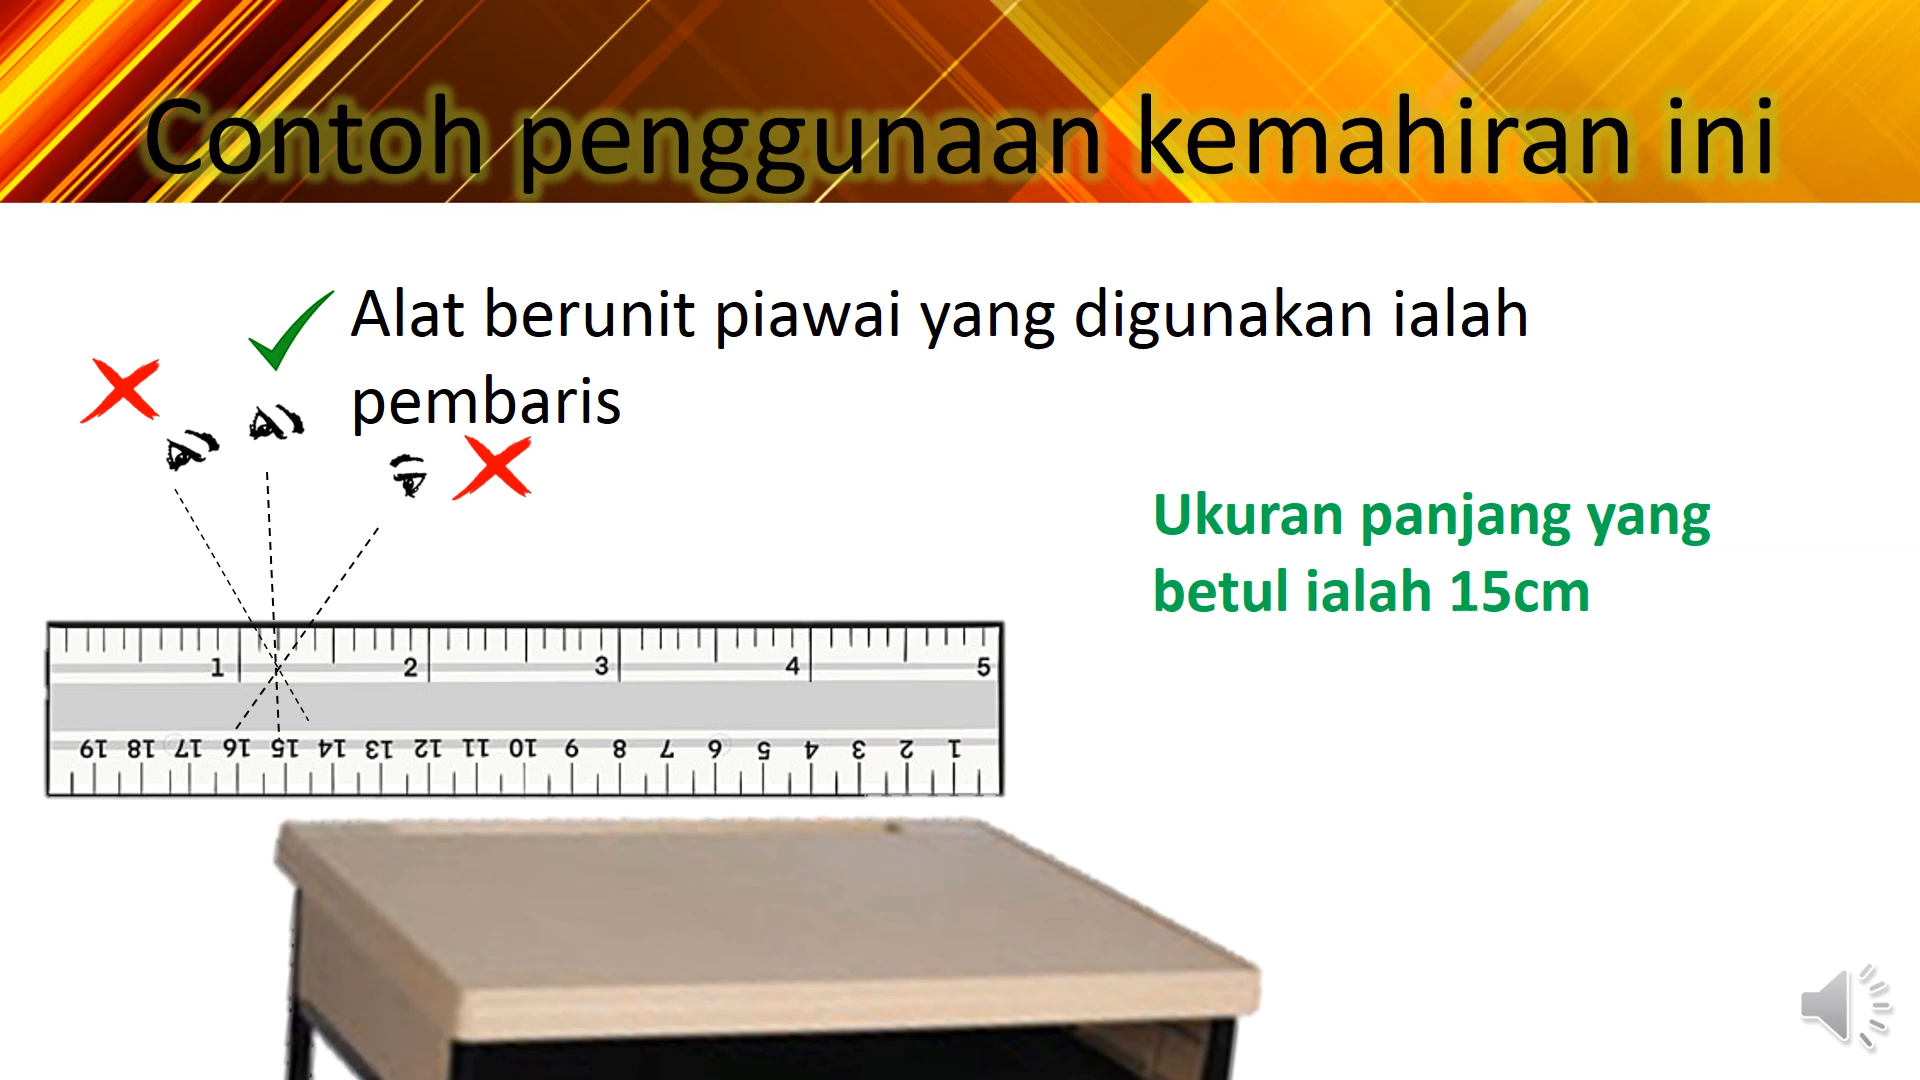 Contoh penggunaan kemahiran ini
Alat berunit piawai yang digunakan ialah
pembaris
Ukuran panjang yang
betul ialah 15cm
1 2 3 4 5
19 18 17 16 15 14 13 12 11 10 9 8 7 6 5 4 3 2 1